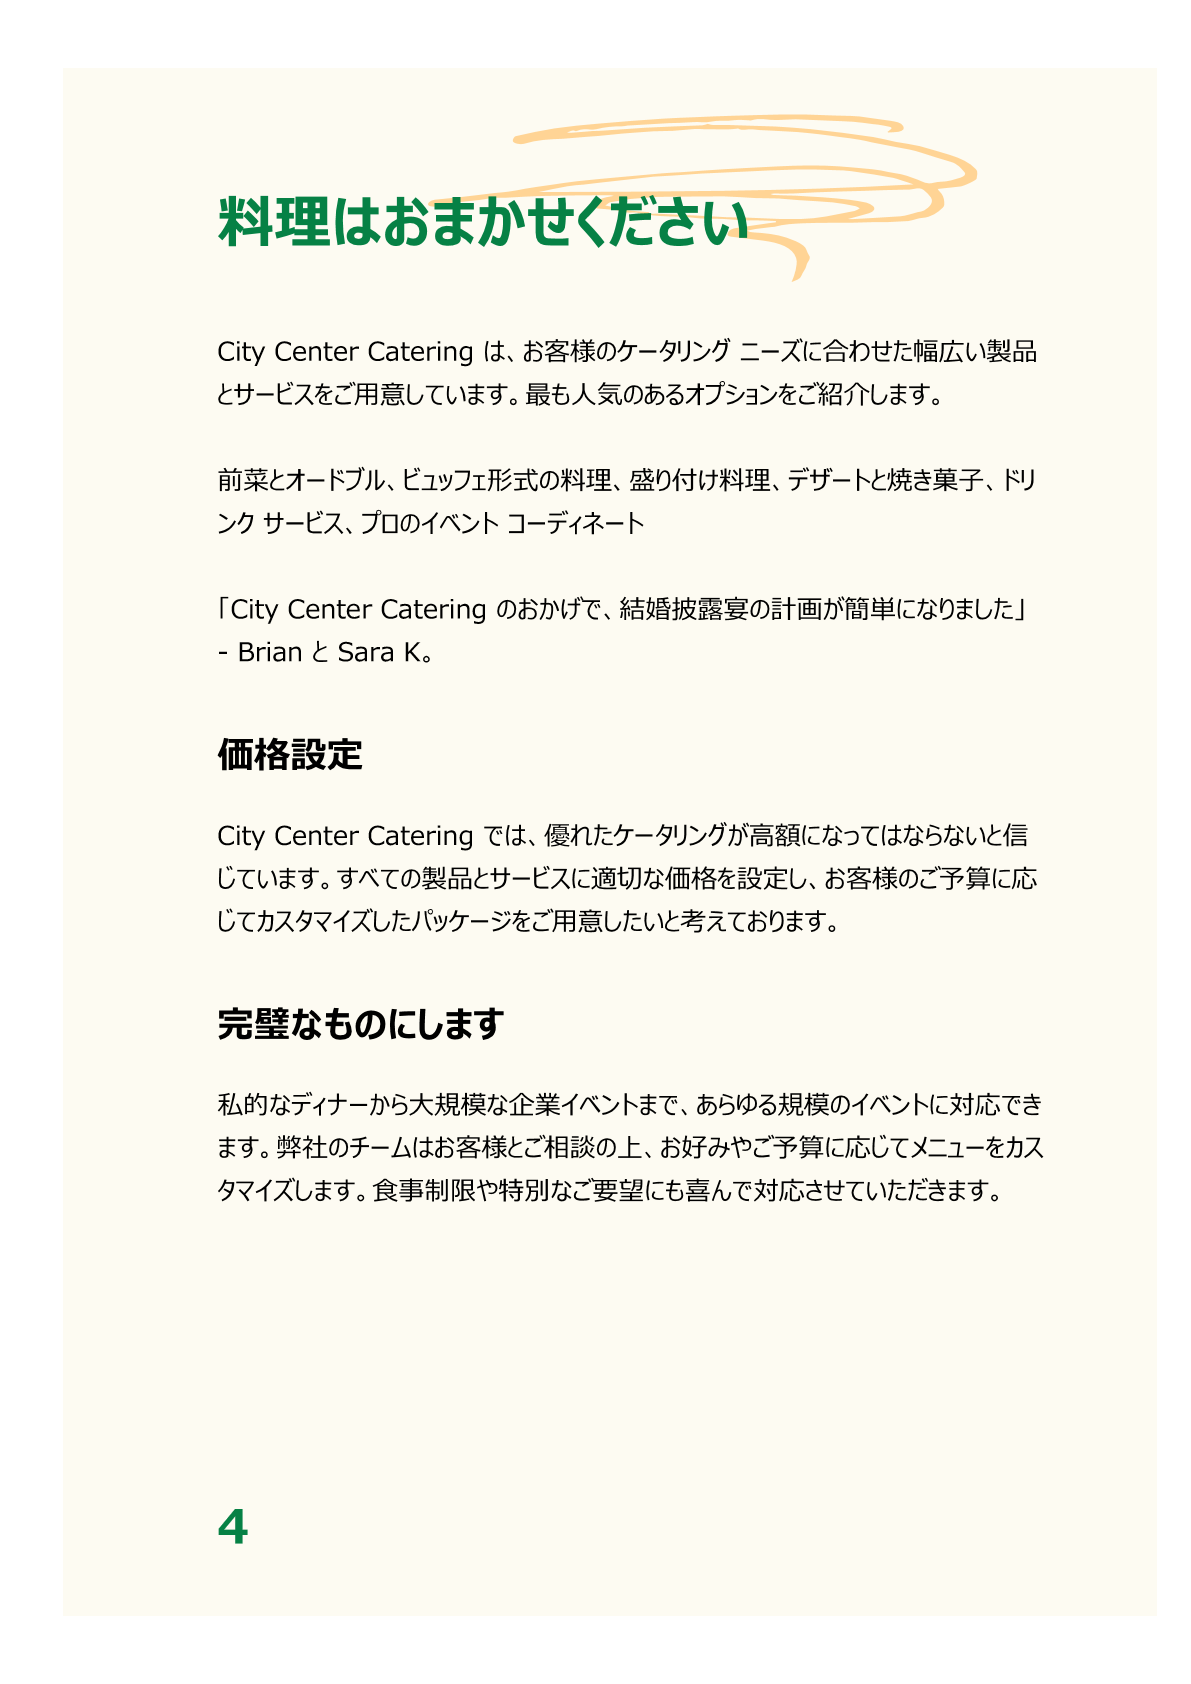 料理はおまかせください
City Center Catering は、お客様のケータリング ニーズに合わせた幅広い製品
とサービスをご用意しています。最も人気のあるオプションをご紹介します。
前菜とオードブル、ビュッフェ形式の料理、盛り付け料理、デザートと焼き菓子、ドリ
ンク サービス、プロのイベント コーディネート
「City Center Catering のおかげで、結婚披露宴の計画が簡単になりました」
- Brian と Sara K。
価格設定
City Center Catering では、優れたケータリングが高額になってはならないと信
じています。すべての製品とサービスに適切な価格を設定し、お客様のご予算に応
じてカスタマイズしたパッケージをご用意したいと考えております。
完璧なものにします
私的なディナーから大規模な企業イベントまで、あらゆる規模のイベントに対応でき
ます。弊社のチームはお客様とご相談の上、お好みやご予算に応じてメニューをカス
タマイズします。食事制限や特別なご要望にも喜んで対応させていただきます。
4